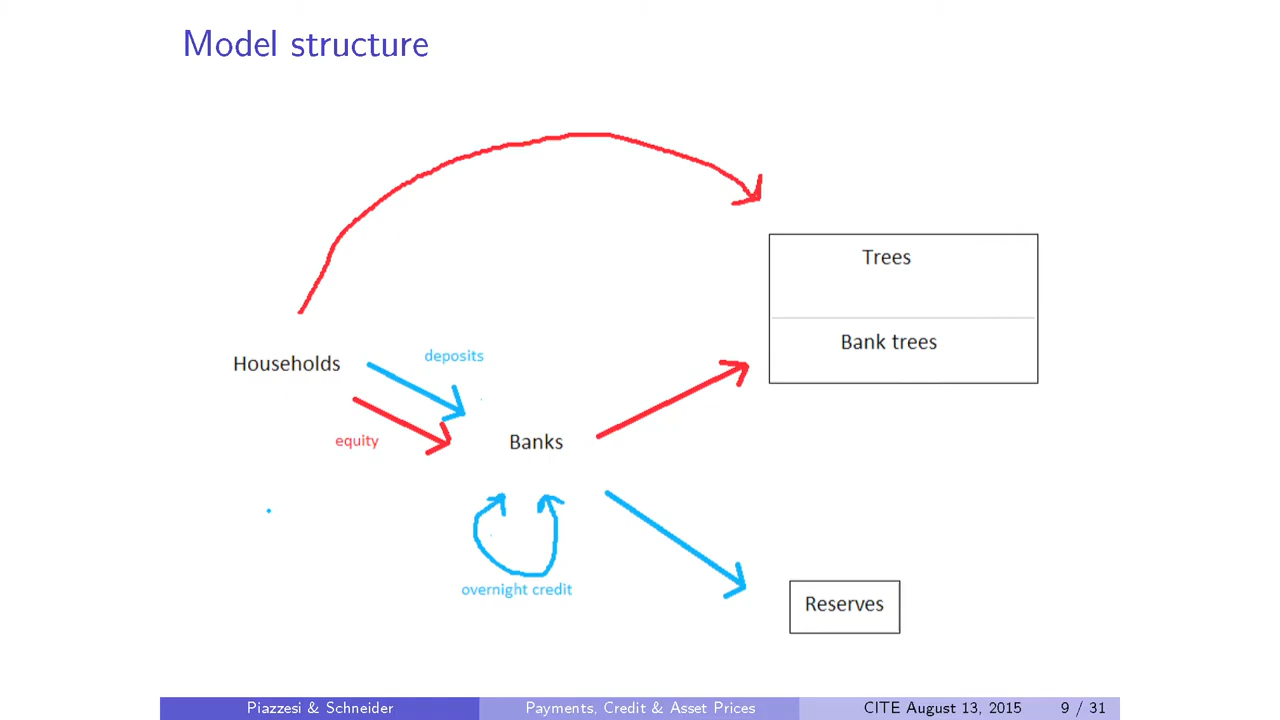 Model structure
Trees
Bank trees
Households
deposits
equity
Banks
overnight credit
Reserves
Piazzesi & Schneider
Payments, Credit & Asset Prices
CITE August 13, 2015
9 / 31